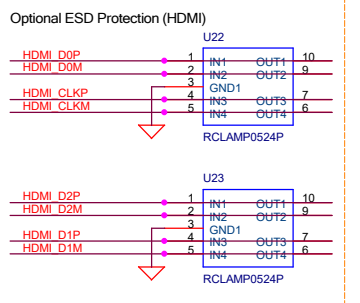 Optional ESD Protection (HDMI)
U22
HDMI_D0P 1 IN1 OUT1 10
HDMI_D0M 2 IN2 OUT2 9
3 GND1
HDMI_CLKP 4 IN3 OUT3 7
HDMI_CLKM 5 IN4 OUT4 6
RCLAMP0524P
U23
HDMI_D2P 1 IN1 OUT1 10
HDMI_D2M 2 IN2 OUT2 9
3 GND1
HDMI_D1P 4 IN3 OUT3 7
HDMI_D1M 5 IN4 OUT4 6
RCLAMP0524P